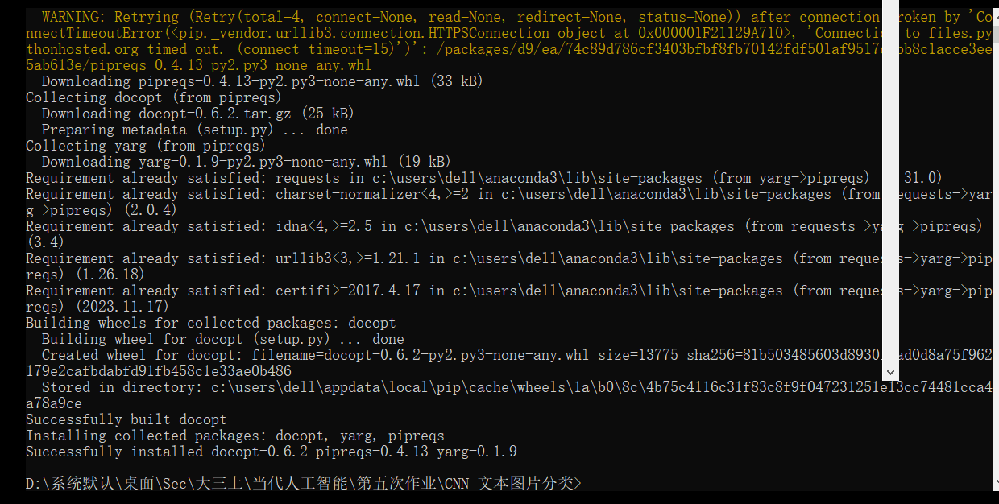 WARNING: Retrying (Retry(total=4, connect=None, read=None, redirect=None, status=None)) after connection roken by 'Co
nnectTimeoutError(<pip._vendor.urllib3.connection.HTTPSConnection object at 0x000001F21129A710>, 'Connecti to files.py
thonhosted.org timed out. (connect timeout=15)')': /packages/d9/ea/74c89d786cf3403bfbf8fb70142fdf501af9517 bb8c1acce3ee
5ab613e/pipreqs-0.4.13-py2.py3-none-any.whl
Downloading pipreqs-0.4.13-py2.py3-none-any.whl (33 kB)
Collecting docopt (from pipreqs)
Downloading docopt-0.6.2.tar.gz (25 kB)
Preparing metadata (setup.py) ... done
Collecting yarg (from pipreqs)
Downloading yarg-0.1.9-py2.py3-none-any.whl (19 kB)
Requirement already satisfied: requests in c:\users\dell\anaconda3\lib\site-packages (from yarg->pipreqs) 31.0)
Requirement already satisfied: charset-normalizer<4,>=2 in c:\users\dell\anaconda3\lib\site-packages (from equests->yar
g->pipreqs) (2.0.4)
Requirement already satisfied: idna<4,>=2.5 in c:\users\dell\anaconda3\lib\site-packages (from requests->ya g->pipreqs)
(3.4)
Requirement already satisfied: urllib3<3,>=1.21.1 in c:\users\dell\anaconda3\lib\site-packages (from reque s->yarg->pip
reqs) (1.26.18)
Requirement already satisfied: certifi>=2017.4.17 in c:\users\dell\anaconda3\lib\site-packages (from reque s->yarg->pip
reqs) (2023.11.17)
Building wheels for collected packages: docopt
Building wheel for docopt (setup.py) ... done
Created wheel for docopt: filename=docopt-0.6.2-py2.py3-none-any.whl size=13775 sha256=81b503485603d8930 ad0d8a75f962
179e2cafbdabfd91fb458c1e33ae0b486
Stored in directory: c:\users\dell\appdata\local\pip\cache\wheels\1a\b0\8c\4b75c4116c31f83c8f9f047231251e13cc74481cca4
a78a9ce
Successfully built docopt
Installing collected packages: docopt, yarg, pipreqs
Successfully installed docopt-0.6.2 pipreqs-0.4.13 yarg-0.1.9
D:\系统默认\桌面\Sec\大三上\当代人工智能\第五次作业\CNN 文本图片分类>